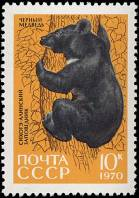 ЧЕРНЫЙ
МЕДВЕДЬ
СИХОТЭ-АЛИНСКИЙ
ЗАПОВЕДНИК
ПОЧТА
СССР
10К
1970